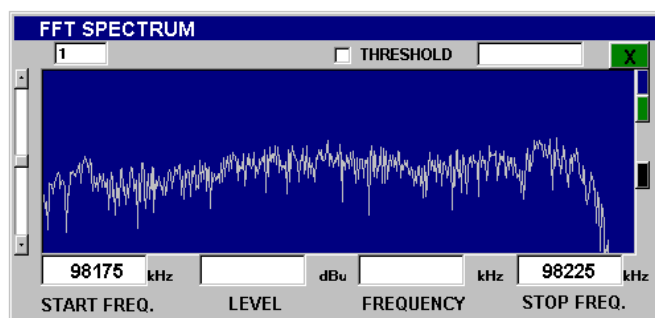 FFT SPECTRUM
1 THRESHOLD X
98175 kHz dBu kHz 98225 kHz
START FREQ. LEVEL FREQUENCY STOP FREQ.